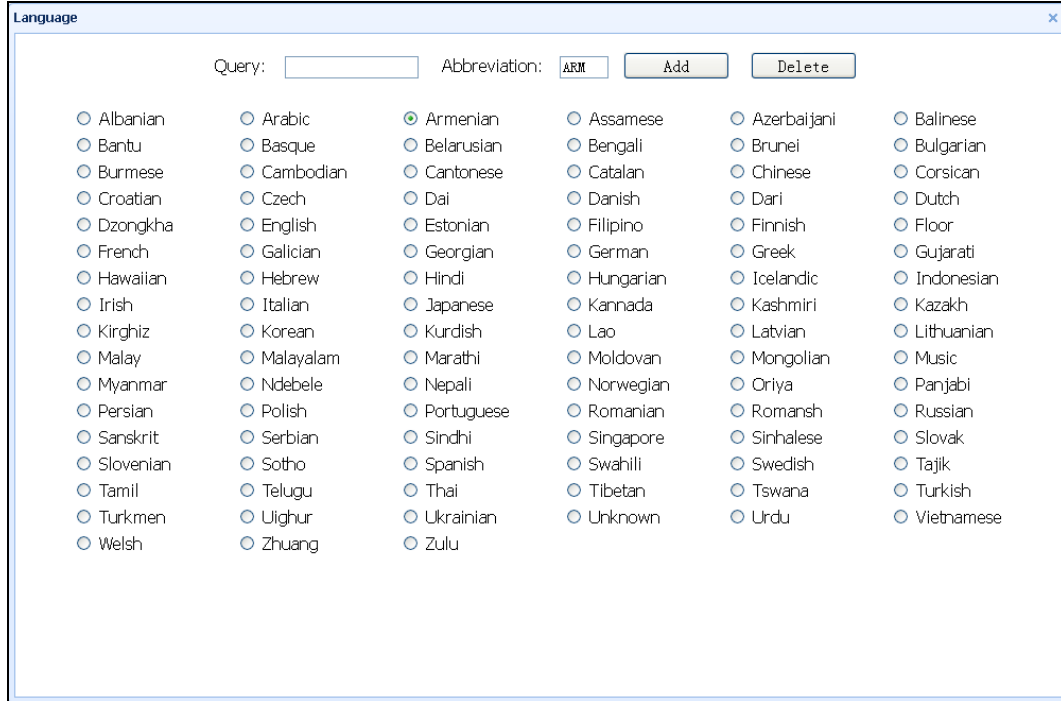 Language
Query: Abbreviation: ARM Add Delete
Albanian Arabic Armenian Assamese Azerbaijani Balinese
Bantu Basque Belarusian Bengali Brunei Bulgarian
Burmese Cambodian Cantonese Catalan Chinese Corsican
Croatian Czech Dai Danish Dari Dutch
Dzongkha English Estonian Filipino Finnish Floor
French Galician Georgian German Greek Gujarati
Hawaiian Hebrew Hindi Hungarian Icelandic Indonesian
Irish Italian Japanese Kannada Kashmiri Kazakh
Kirghiz Korean Kurdish Lao Latvian Lithuanian
Malay Malayalam Marathi Moldovan Mongolian Music
Myanmar Ndebele Nepali Norwegian Oriya Panjabi
Persian Polish Portuguese Romanian Romansh Russian
Sanskrit Serbian Sindhi Singapore Sinhalese Slovak
Slovenian Sotho Spanish Swahili Swedish Tajik
Tamil Telugu Thai Tibetan Tswana Turkish
Turkmen Uighur Ukrainian Unknown Urdu Vietnamese
Welsh Zhuang Zulu